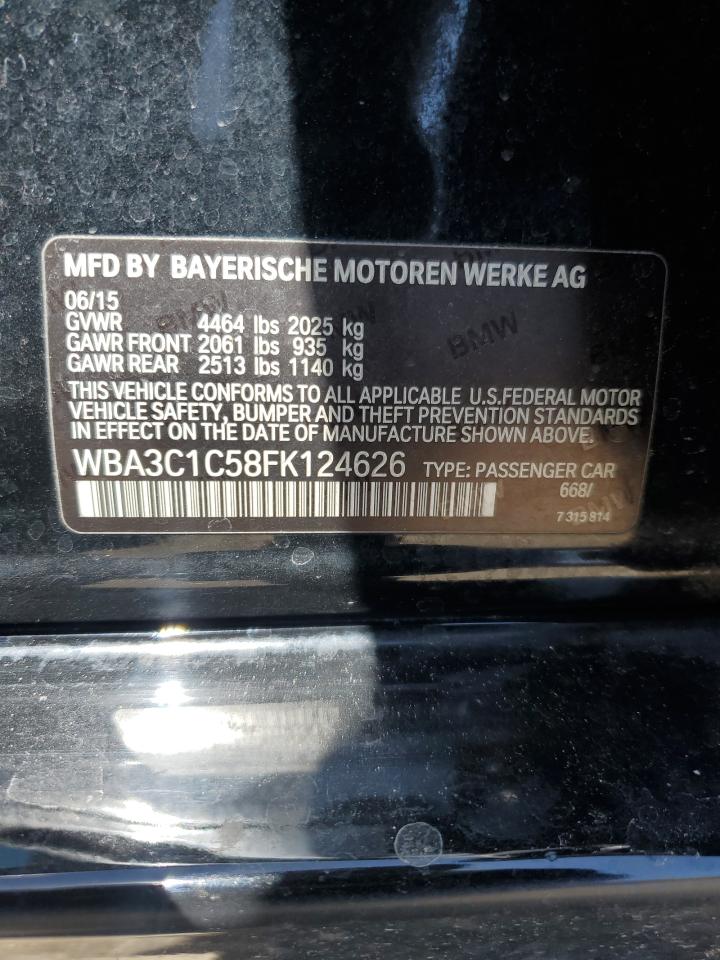 MFD BY BAYERISCHE MOTOREN WERKE AG
06/15
GVWR 4464 lbs 2025 kg
GAWR FRONT 2061 lbs 935 kg
GAWR REAR 2513 lbs 1140 kg
THIS VEHICLE CONFORMS TO ALL APPLICABLE U.S.FEDERAL MOTOR
VEHICLE SAFETY, BUMPER AND THEFT PREVENTION STANDARDS
IN EFFECT ON THE DATE OF MANUFACTURE SHOWN ABOVE.
WBA3C1C58FK124626 TYPE: PASSENGER CAR
668/
7 315 814